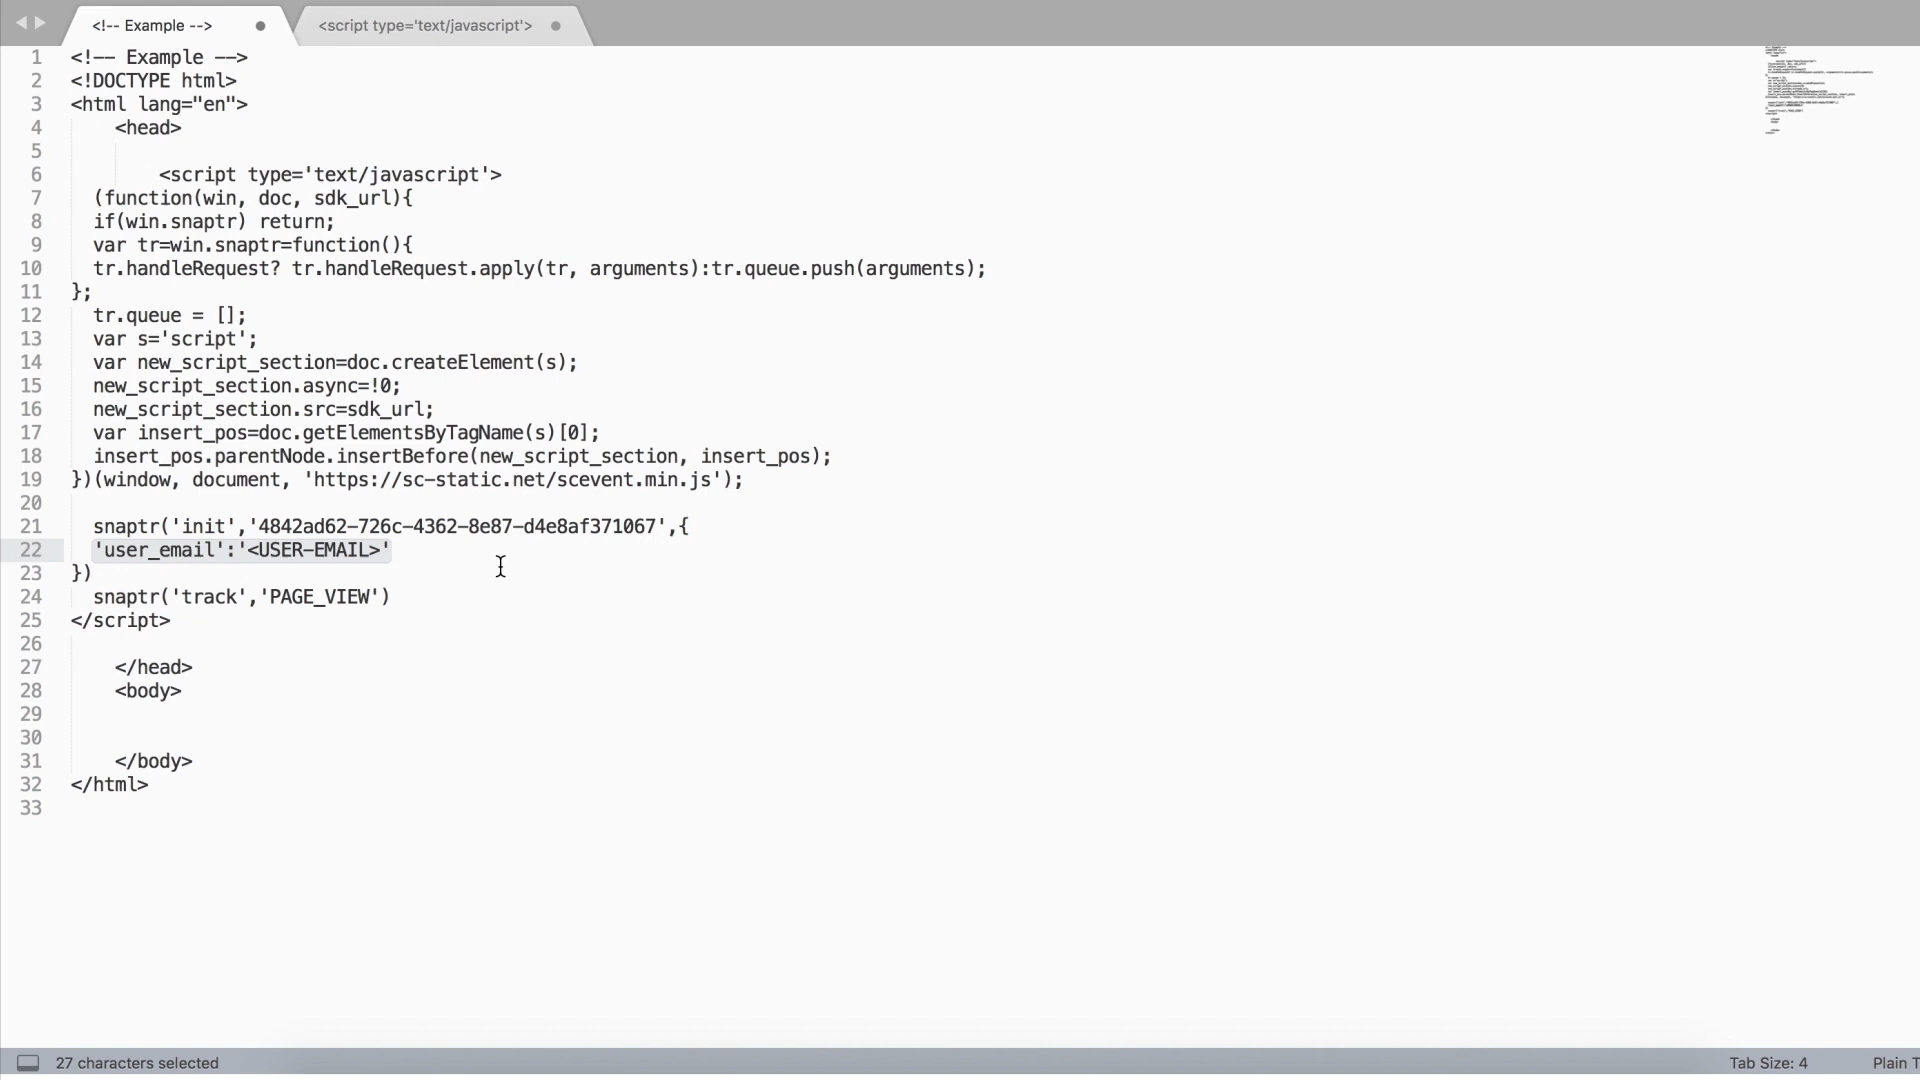 <!-- Example -->
<script type='text/javascript'>
1 <!-- Example -->
2 <!DOCTYPE html>
3 <html lang="en">
4 <head>
5
6 <script type='text/javascript'>
7 (function(win, doc, sdk_url){
8 if(win.snaptr) return;
9 var tr=win.snaptr=function(){
10 tr.handleRequest? tr.handleRequest.apply(tr, arguments):tr.queue.push(arguments);
11 };
12 tr.queue = [];
13 var s='script';
14 var new_script_section=doc.createElement(s);
15 new_script_section.async=!0;
16 new_script_section.src=sdk_url;
17 var insert_pos=doc.getElementsByTagName(s)[0];
18 insert_pos.parentNode.insertBefore(new_script_section, insert_pos);
19 })(window, document, 'https://sc-static.net/scevent.min.js');
20
21 snaptr('init','4842ad62-726c-4362-8e87-d4e8af371067',{
22 'user_email':'<USER-EMAIL>'
23 })
24 snaptr('track','PAGE_VIEW')
25 </script>
26
27 </head>
28 <body>
29
30
31 </body>
32 </html>
33
27 characters selected
Tab Size: 4
Plain T